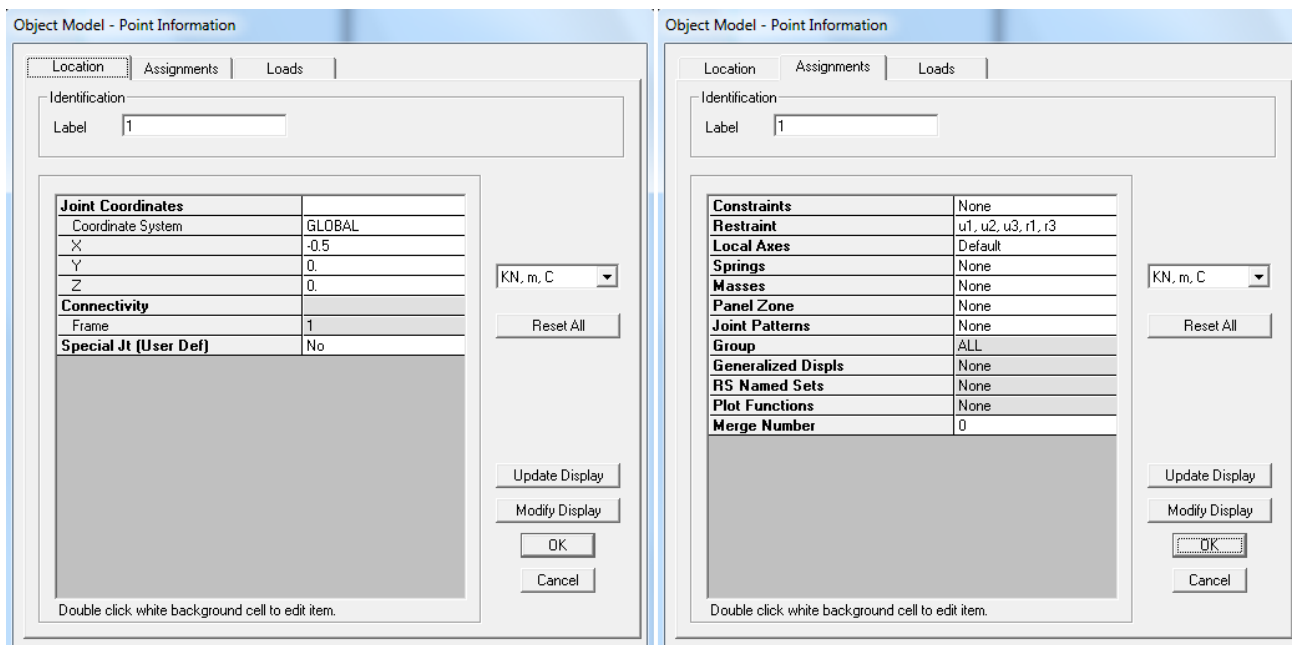 Object Model - Point Information
Location Assignments Loads
Identification
Label 1
Joint Coordinates
Coordinate System GLOBAL
X -0.5
Y 0.
Z 0.
Connectivity
Frame 1
Special Jt (User Def) No
KN, m, C
Reset All
Update Display
Modify Display
OK
Cancel
Double click white background cell to edit item.
Object Model - Point Information
Location Assignments Loads
Identification
Label 1
Constraints None
Restraint u1, u2, u3, r1, r3
Local Axes Default
Springs None
Masses None
Panel Zone None
Joint Patterns None
Group ALL
Generalized Displs None
RS Named Sets None
Plot Functions None
Merge Number 0
KN, m, C
Reset All
Update Display
Modify Display
OK
Cancel
Double click white background cell to edit item.